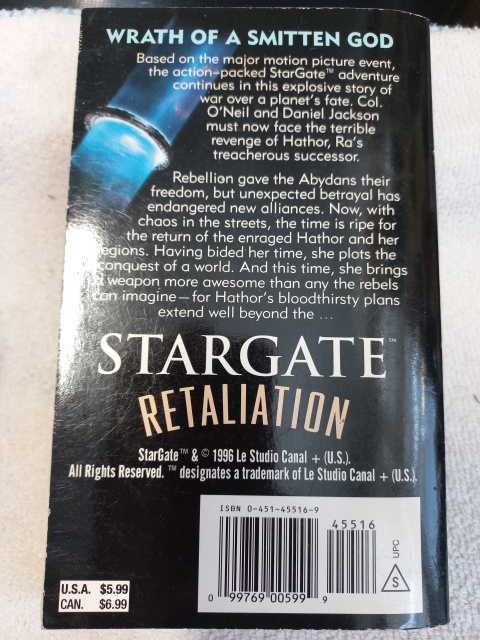 WRATH OF A SMITTEN GOD
Based on the major motion picture event,
the action-packed StarGate™ adventure
continues in this explosive story of
war over a planet's fate. Col.
O'Neil and Daniel Jackson
must now face the terrible
revenge of Hathor, Ra's
treacherous successor.
Rebellion gave the Abydans their
freedom, but unexpected betrayal has
endangered new alliances. Now, with
chaos in the streets, the time is ripe for
the return of the enraged Hathor and her
legions. Having bided her time, she plots the
conquest of a world. And this time, she brings
a weapon more awesome than any the rebels
can imagine—for Hathor's bloodthirsty plans
extend well beyond the ...
STARGATE™
RETALIATION
StarGate™ & © 1996 Le Studio Canal + (U.S.).
All Rights Reserved. ™ designates a trademark of Le Studio Canal + (U.S.).
ISBN 0-451-45516-9
45516
UPC
S
0 99769 00599 9
U.S.A. $5.99
CAN. $6.99